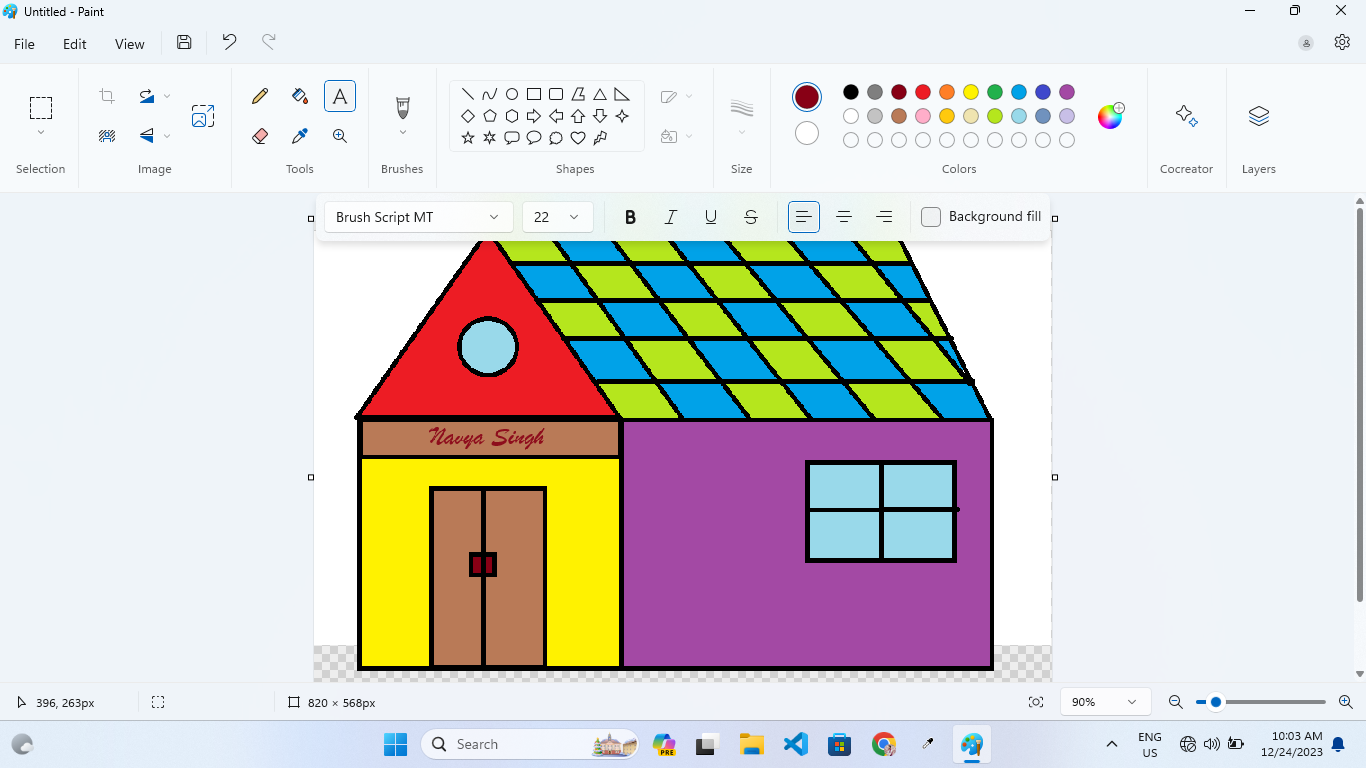 Untitled - Paint
File Edit View
Selection Image Tools Brushes Shapes Size Colors Cocreator Layers
Brush Script MT 22 B I U S Background fill
Navya Singh
396, 263px 820 × 568px 90%
Search PRE ENG 10:03 AM
US 12/24/2023